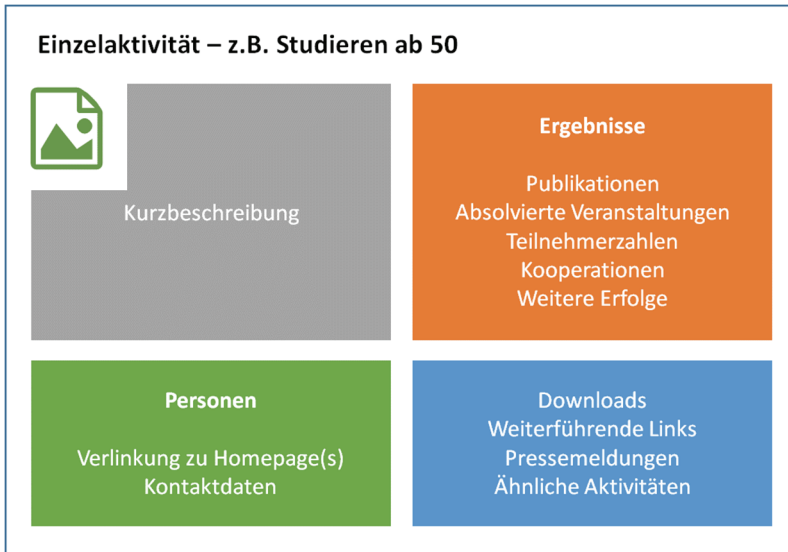 Einzelaktivität – z.B. Studieren ab 50
Kurzbeschreibung
Ergebnisse
Publikationen
Absolvierte Veranstaltungen
Teilnehmerzahlen
Kooperationen
Weitere Erfolge
Personen
Verlinkung zu Homepage(s)
Kontaktdaten
Downloads
Weiterführende Links
Pressemeldungen
Ähnliche Aktivitäten